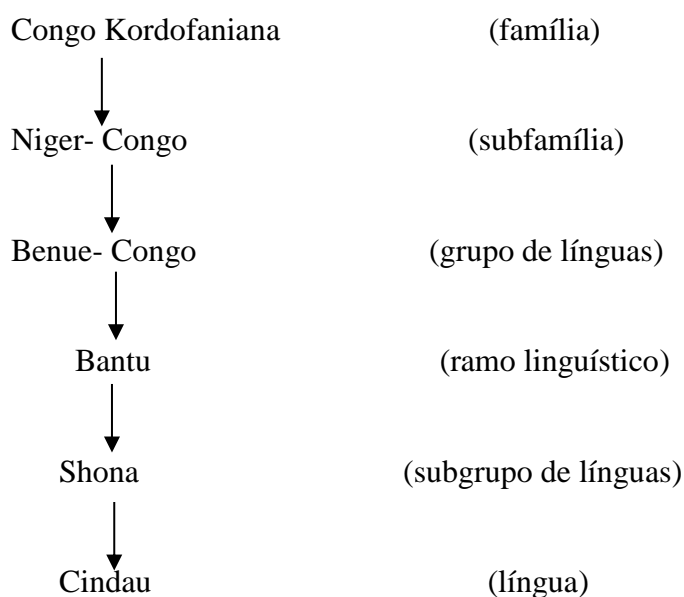 Congo Kordofaniana (família)
Niger- Congo (subfamília)
Benue- Congo (grupo de línguas)
Bantu (ramo linguístico)
Shona (subgrupo de línguas)
Cindau (língua)